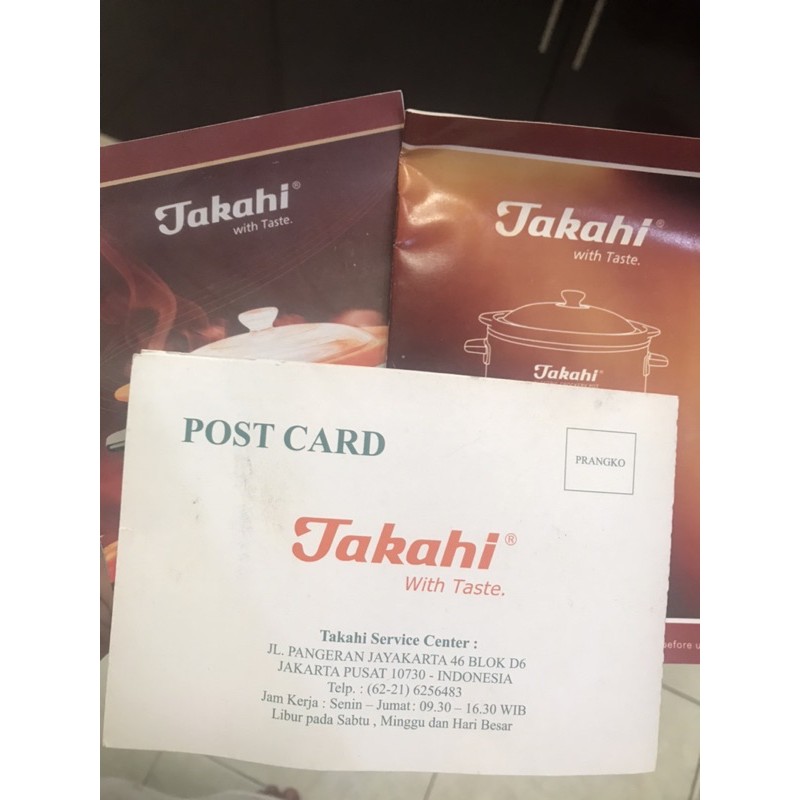 Takahi®
with Taste.
Takahi®
with Taste.
Takahi®
POST CARD
PRANGKO
Takahi®
With Taste.
Takahi Service Center :
JL. PANGERAN JAYAKARTA 46 BLOK D6
JAKARTA PUSAT 10730 - INDONESIA
Telp. : (62-21) 6256483
Jam Kerja : Senin – Jumat : 09.30 – 16.30 WIB
Libur pada Sabtu , Minggu dan Hari Besar
before u